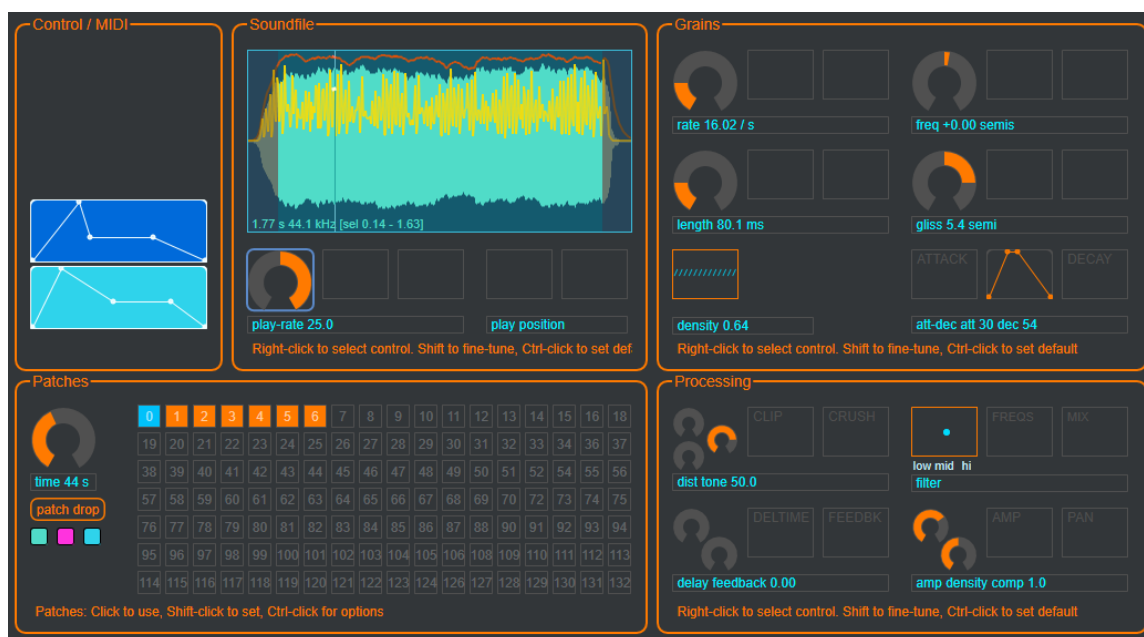 Control / MIDI
Soundfile
1.77 s 44.1 kHz [sel 0.14 - 1.63]
play-rate 25.0
play position
Right-click to select control. Shift to fine-tune, Ctrl-click to set def
Grains
rate 16.02 / s
freq +0.00 semis
length 80.1 ms
gliss 5.4 semi
ATTACK
DECAY
density 0.64
att-dec att 30 dec 54
Right-click to select control. Shift to fine-tune, Ctrl-click to set default
Patches
time 44 s
patch drop
0 1 2 3 4 5 6 7 8 9 10 11 12 13 14 15 16 18
19 20 21 22 23 24 25 26 27 28 29 30 31 32 33 34 35 36 37
38 39 40 41 42 43 44 45 46 47 48 49 50 51 52 53 54 55 56
57 58 59 60 61 62 63 64 65 66 67 68 69 70 71 72 73 74 75
76 77 78 79 80 81 82 83 84 85 86 87 88 89 90 91 92 93 94
95 96 97 98 99 100 101 102 103 104 105 106 107 108 109 110 111 112 113
114 115 116 117 118 119 120 121 122 123 124 125 126 127 128 129 130 131 132
Patches: Click to use, Shift-click to set, Ctrl-click for options
Processing
CLIP
CRUSH
FREQS
MIX
low mid hi
dist tone 50.0
filter
DELTIME
FEEDBK
AMP
PAN
delay feedback 0.00
amp density comp 1.0
Right-click to select control. Shift to fine-tune, Ctrl-click to set default